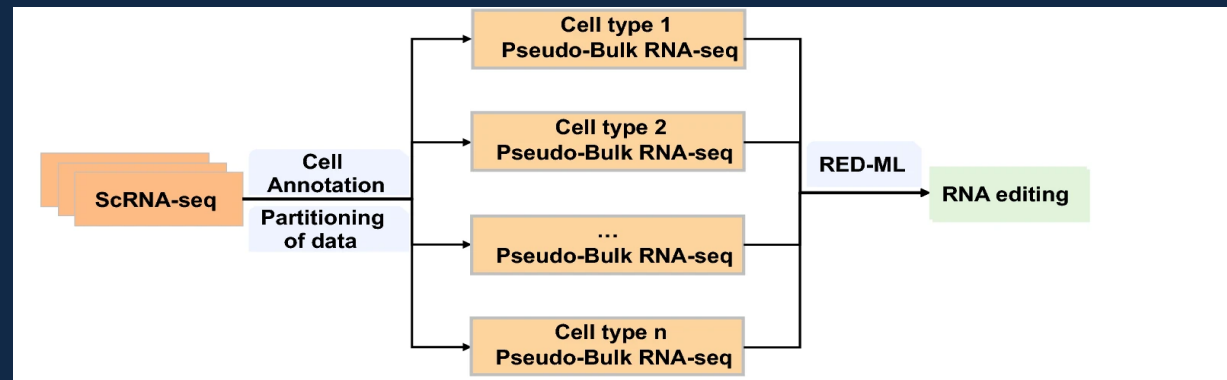 ScRNA-seq
Cell
Annotation
Partitioning
of data
Cell type 1
Pseudo-Bulk RNA-seq
Cell type 2
Pseudo-Bulk RNA-seq
...
Pseudo-Bulk RNA-seq
Cell type n
Pseudo-Bulk RNA-seq
RED-ML
RNA editing